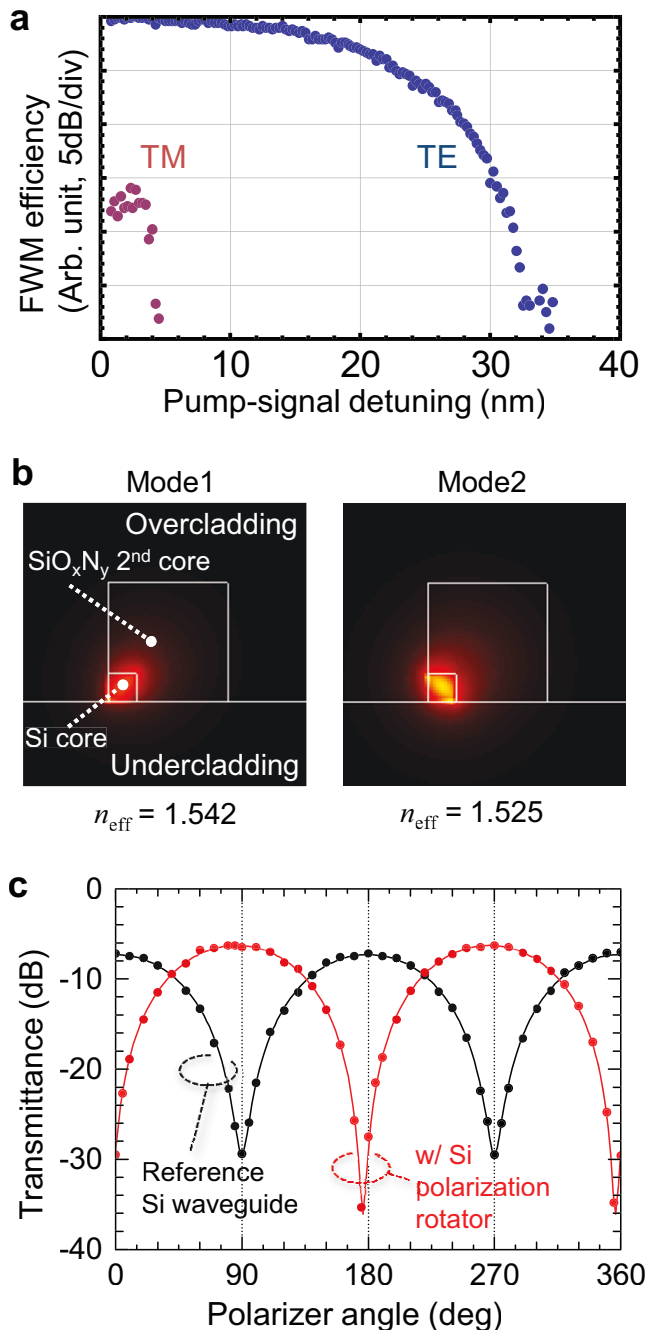 a
FWM efficiency
(Arb. unit, 5dB/div)
TM
TE
0
10
20
30
40
Pump-signal detuning (nm)
b
Mode1
Mode2
Overcladding
SiOxNy 2nd core
Si core
Undercladding
neff = 1.542
neff = 1.525
c
Transmittance (dB)
0
-10
-20
-30
-40
Reference
Si waveguide
w/ Si
polarization
rotator
0
90
180
270
360
Polarizer angle (deg)